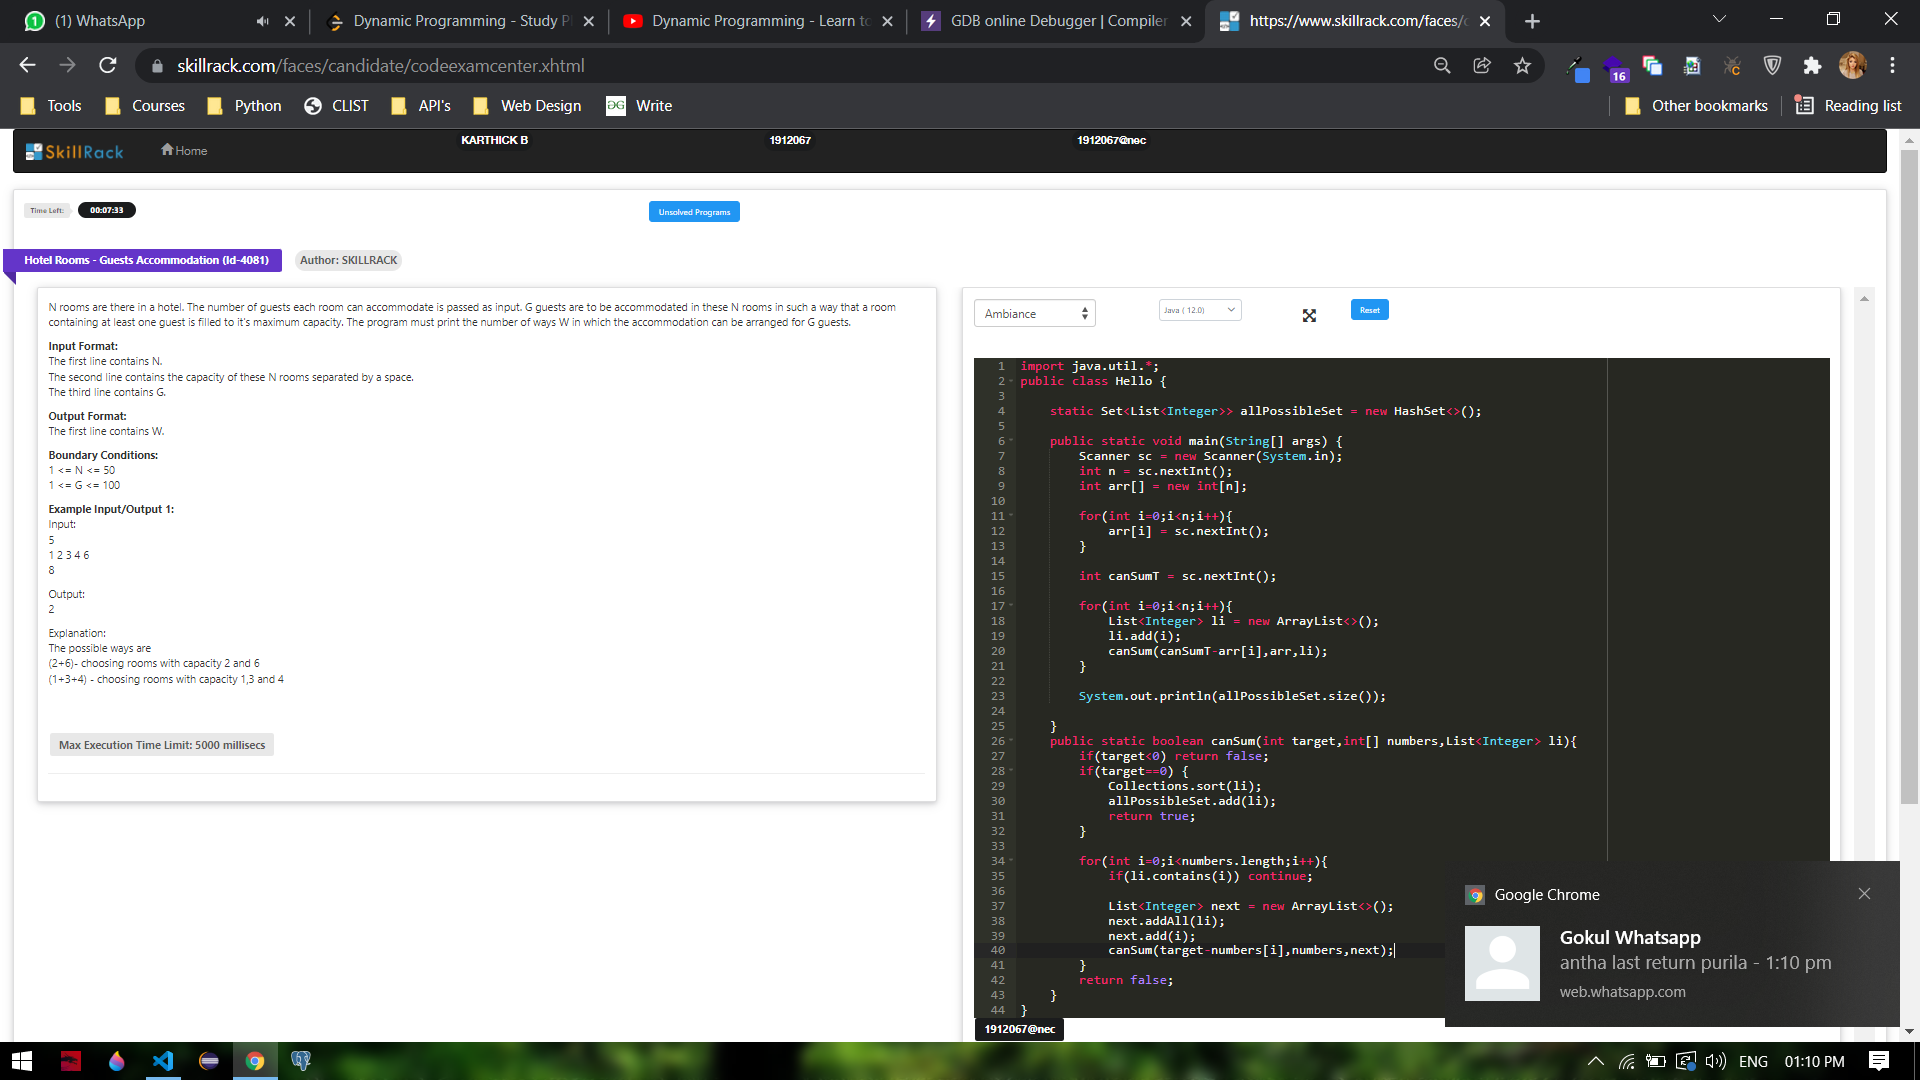 (1) WhatsApp
Dynamic Programming - Study P
Dynamic Programming - Learn to
GDB online Debugger | Compiler
https://www.skillrack.com/faces/c
skillrack.com/faces/candidate/codeexamcenter.xhtml
16
Tools
Courses
Python
CLIST
API's
Web Design
Write
Other bookmarks
Reading list
SkillRack
Home
KARTHICK B
1912067
1912067@nec
Time Left:
00:07:33
Unsolved Programs
Hotel Rooms - Guests Accommodation (Id-4081)
Author: SKILLRACK
N rooms are there in a hotel. The number of guests each room can accommodate is passed as input. G guests are to be accommodated in these N rooms in such a way that a room
containing at least one guest is filled to it's maximum capacity. The program must print the number of ways W in which the accommodation can be arranged for G guests.
Input Format:
The first line contains N.
The second line contains the capacity of these N rooms separated by a space.
The third line contains G.
Output Format:
The first line contains W.
Boundary Conditions:
1 <= N <= 50
1 <= G <= 100
Example Input/Output 1:
Input:
5
1 2 3 4 6
8
Output:
2
Explanation:
The possible ways are
(2+6)- choosing rooms with capacity 2 and 6
(1+3+4) - choosing rooms with capacity 1,3 and 4
Max Execution Time Limit: 5000 millisecs
Ambiance
Java ( 12.0)
Reset
1 import java.util.*;
2 public class Hello {
3
4 static Set<List<Integer>> allPossibleSet = new HashSet<>();
5
6 public static void main(String[] args) {
7 Scanner sc = new Scanner(System.in);
8 int n = sc.nextInt();
9 int arr[] = new int[n];
10
11 for(int i=0;i<n;i++){
12 arr[i] = sc.nextInt();
13 }
14
15 int canSumT = sc.nextInt();
16
17 for(int i=0;i<n;i++){
18 List<Integer> li = new ArrayList<>();
19 li.add(i);
20 canSum(canSumT-arr[i],arr,li);
21 }
22
23 System.out.println(allPossibleSet.size());
24
25 }
26 public static boolean canSum(int target,int[] numbers,List<Integer> li){
27 if(target<0) return false;
28 if(target==0) {
29 Collections.sort(li);
30 allPossibleSet.add(li);
31 return true;
32 }
33
34 for(int i=0;i<numbers.length;i++){
35 if(li.contains(i)) continue;
36
37 List<Integer> next = new ArrayList<>();
38 next.addAll(li);
39 next.add(i);
40 canSum(target-numbers[i],numbers,next);
41 }
42 return false;
43 }
44 }
1912067@nec
Google Chrome
Gokul Whatsapp
antha last return purila - 1:10 pm
web.whatsapp.com
ENG
01:10 PM